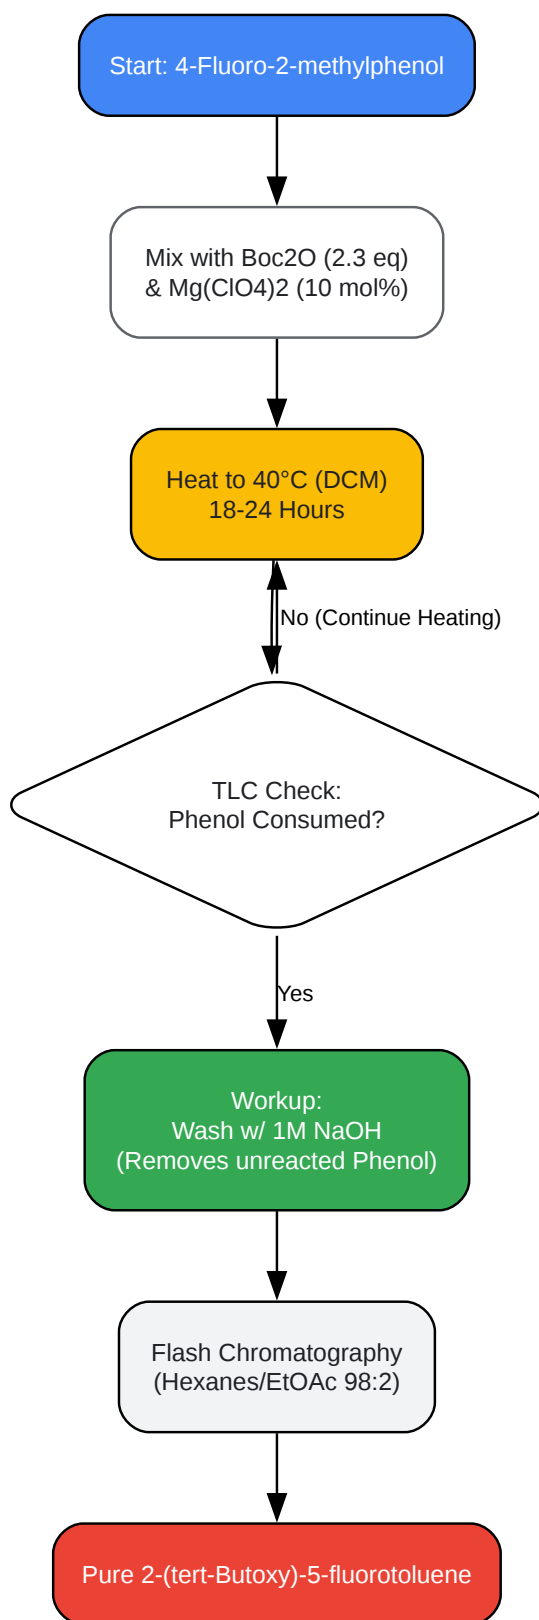 Start: 4-Fluoro-2-methylphenol
Mix with Boc2O (2.3 eq)
& Mg(ClO4)2 (10 mol%)
Heat to 40°C (DCM)
18-24 Hours
No (Continue Heating)
TLC Check:
Phenol Consumed?
Yes
Workup:
Wash w/ 1M NaOH
(Removes unreacted Phenol)
Flash Chromatography
(Hexanes/EtOAc 98:2)
Pure 2-(tert-Butoxy)-5-fluorotoluene